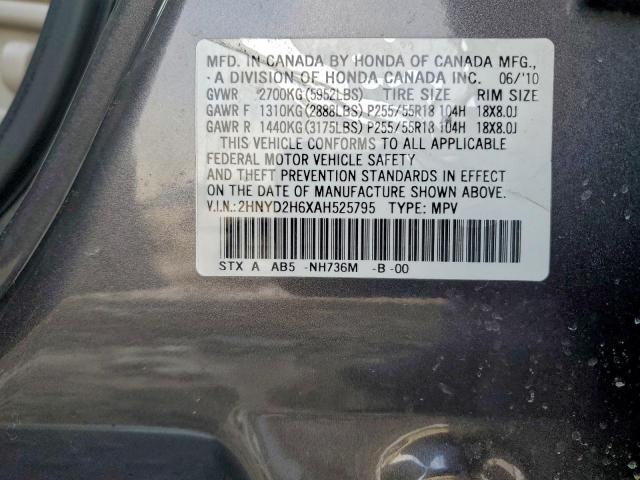 MFD. IN CANADA BY HONDA OF CANADA MFG.,
A DIVISION OF HONDA CANADA INC. 06/'10
GVWR 2700KG(5952LBS) TIRE SIZE RIM SIZE
GAWR F 1310KG(2888LBS)P255/55R18 104H 18X8.0J
GAWR R 1440KG(3175LBS)P255/55R18 104H 18X8.0J
THIS VEHICLE CONFORMS TO ALL APPLICABLE
FEDERAL MOTOR VEHICLE SAFETY
AND THEFT PREVENTION STANDARDS IN EFFECT
ON THE DATE OF MANUFACTURE SHOWN ABOVE.
V.I.N.:2HNYD2H6XAH525795 TYPE: MPV
STX A AB5 -NH736M -B -00